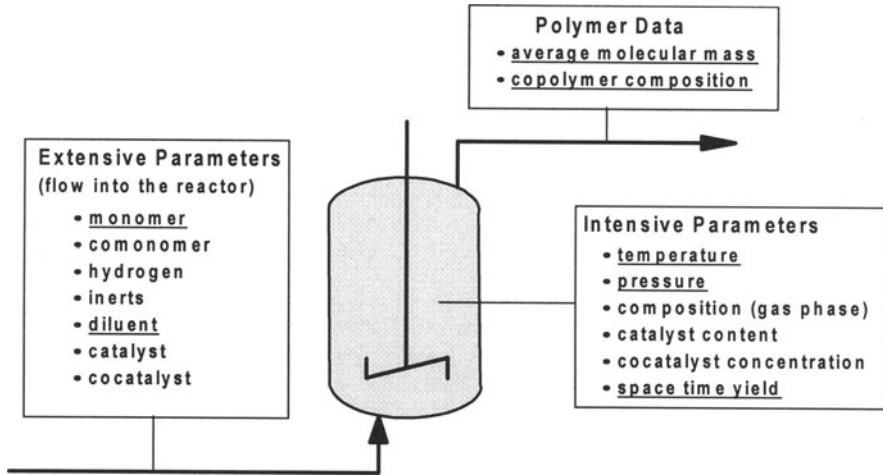 Polymer Data
• average molecular mass
• copolymer composition
Extensive Parameters
(flow into the reactor)
• monomer
• comonomer
• hydrogen
• inerts
• diluent
• catalyst
• cocatalyst
Intensive Parameters
• temperature
• pressure
• composition (gas phase)
• catalyst content
• cocatalyst concentration
• space time yield